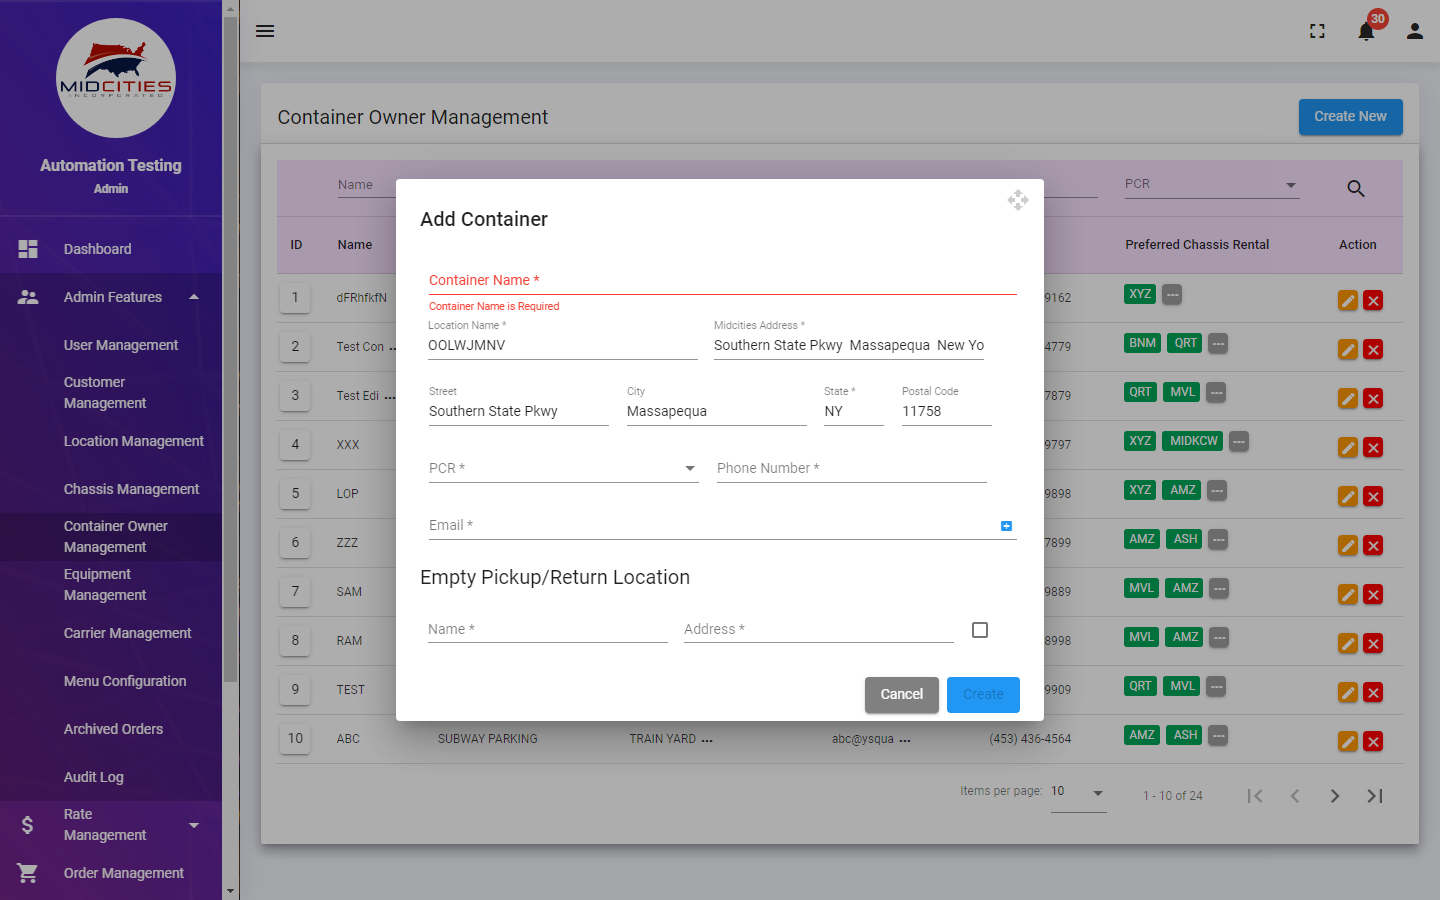 30
MIDCITIES
INCORPORATED
Automation Testing
Admin
Dashboard
Admin Features
User Management
Customer
Management
Location Management
Chassis Management
Container Owner
Management
Equipment
Management
Carrier Management
Menu Configuration
Archived Orders
Audit Log
Rate
Management
Order Management
Container Owner Management
Create New
Name
PCR
ID Name Preferred Chassis Rental Action
1 dFRhfkfN 9162 XYZ ---
2 Test Con ... 4779 BNM QRT ---
3 Test Edi ... 7879 QRT MVL ---
4 XXX 9797 XYZ MIDKCW ---
5 LOP 9898 XYZ AMZ ---
6 ZZZ 7899 AMZ ASH ---
7 SAM 9889 MVL AMZ ---
8 RAM 8998 MVL AMZ ---
9 TEST 9909 QRT MVL ---
10 ABC SUBWAY PARKING TRAIN YARD ... abc@ysqua ... (453) 436-4564 AMZ ASH ---
Items per page: 10 1 - 10 of 24
Add Container
Container Name *
Container Name is Required
Location Name * Midcities Address *
OOLWJMNV Southern State Pkwy Massapequa New Yo
Street City State * Postal Code
Southern State Pkwy Massapequa NY 11758
PCR * Phone Number *
Email *
Empty Pickup/Return Location
Name * Address *
Cancel Create